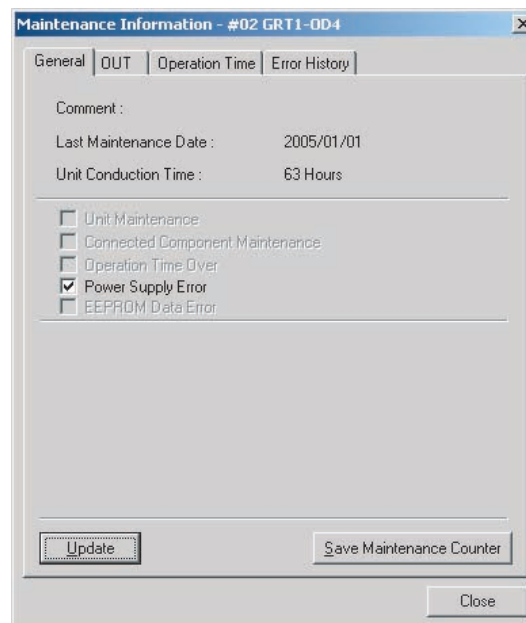 Maintenance Information - #02 GRT1-OD4
General OUT Operation Time Error History
Comment :
Last Maintenance Date : 2005/01/01
Unit Conduction Time : 63 Hours
Unit Maintenance
Connected Component Maintenance
Operation Time Over
Power Supply Error
EEPROM Data Error
Update Save Maintenance Counter
Close